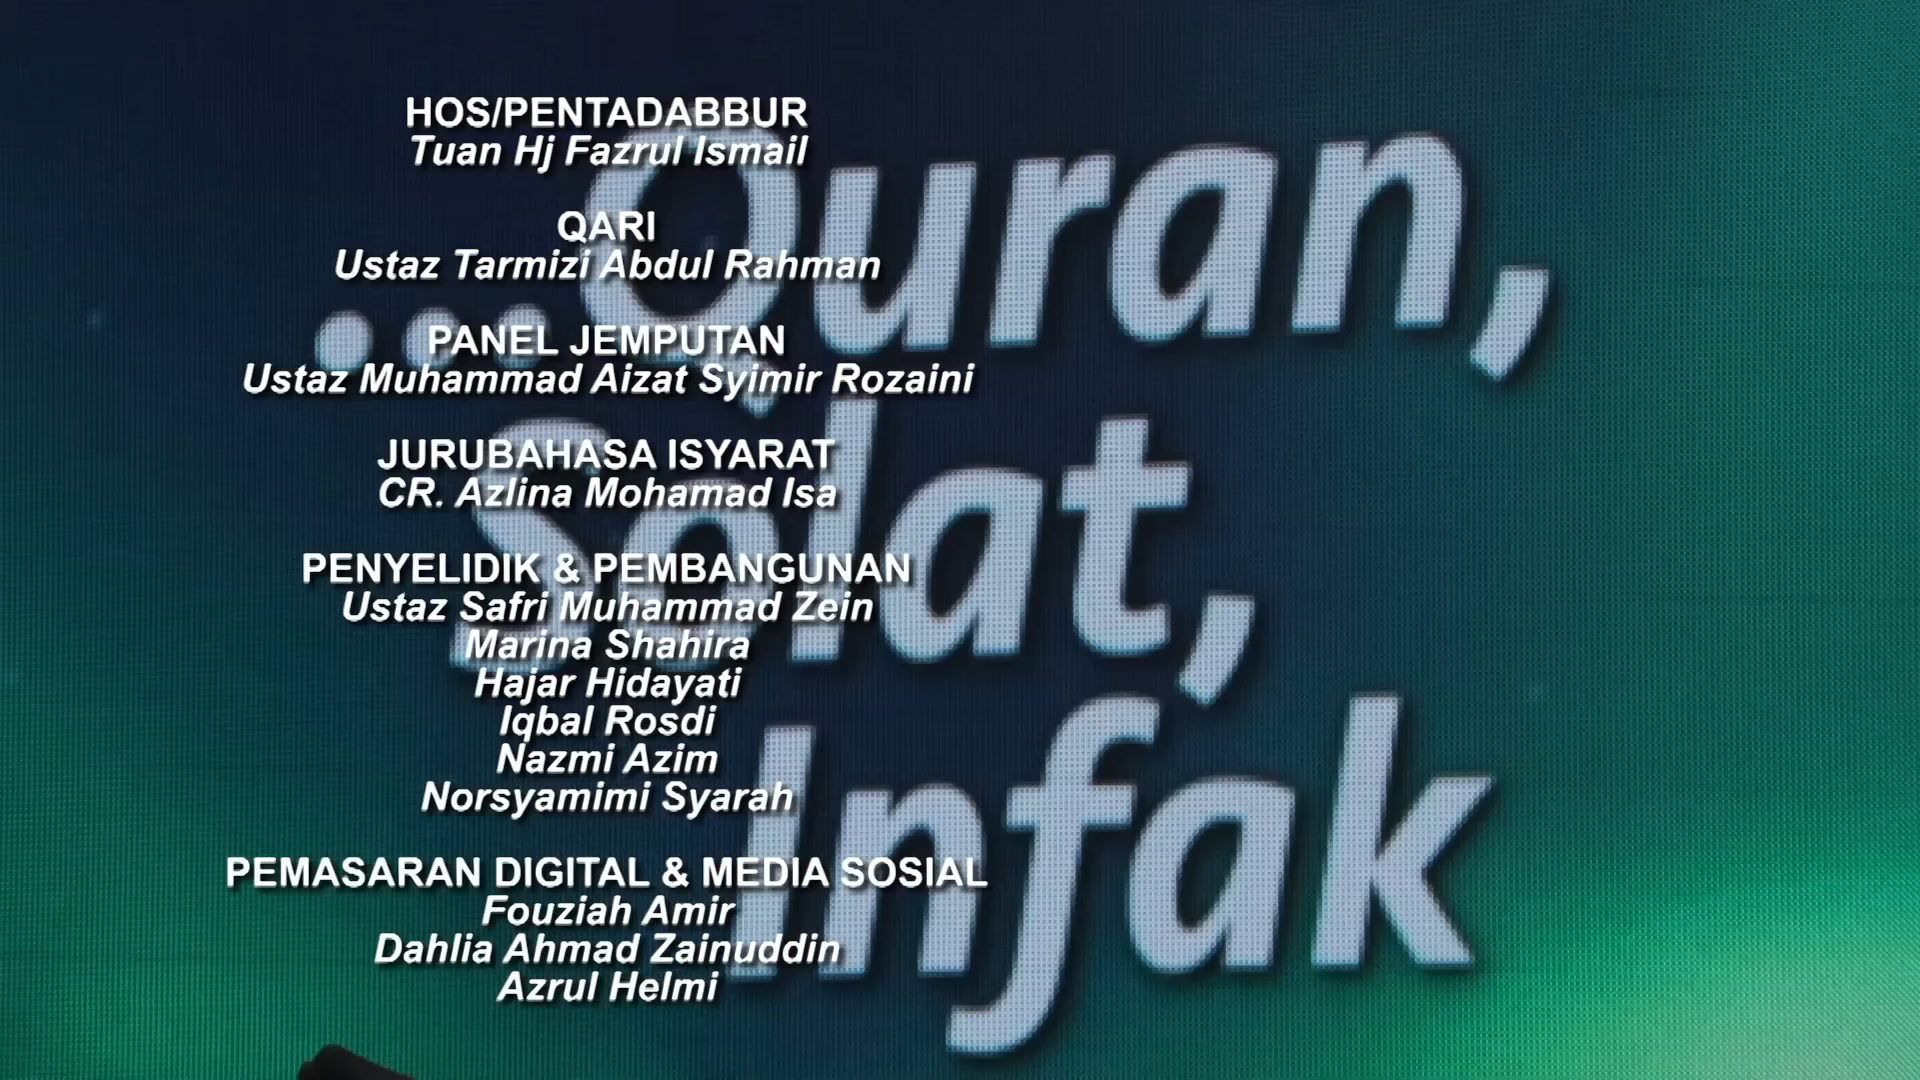 HOS/PENTADABBUR
Tuan Hj Fazrul Ismail
QARI
Ustaz Tarmizi Abdul Rahman
PANEL JEMPUTAN
Ustaz Muhammad Aizat Syimir Rozaini
JURUBAHASA ISYARAT
CR. Azlina Mohamad Isa
PENYELIDIK & PEMBANGUNAN
Ustaz Safri Muhammad Zein
Marina Shahira
Hajar Hidayati
Iqbal Rosdi
Nazmi Azim
Norsyamimi Syarah
PEMASARAN DIGITAL & MEDIA SOSIAL
Fouziah Amir
Dahlia Ahmad Zainuddin
Azrul Helmi
...Quran,
Solat,
Infak